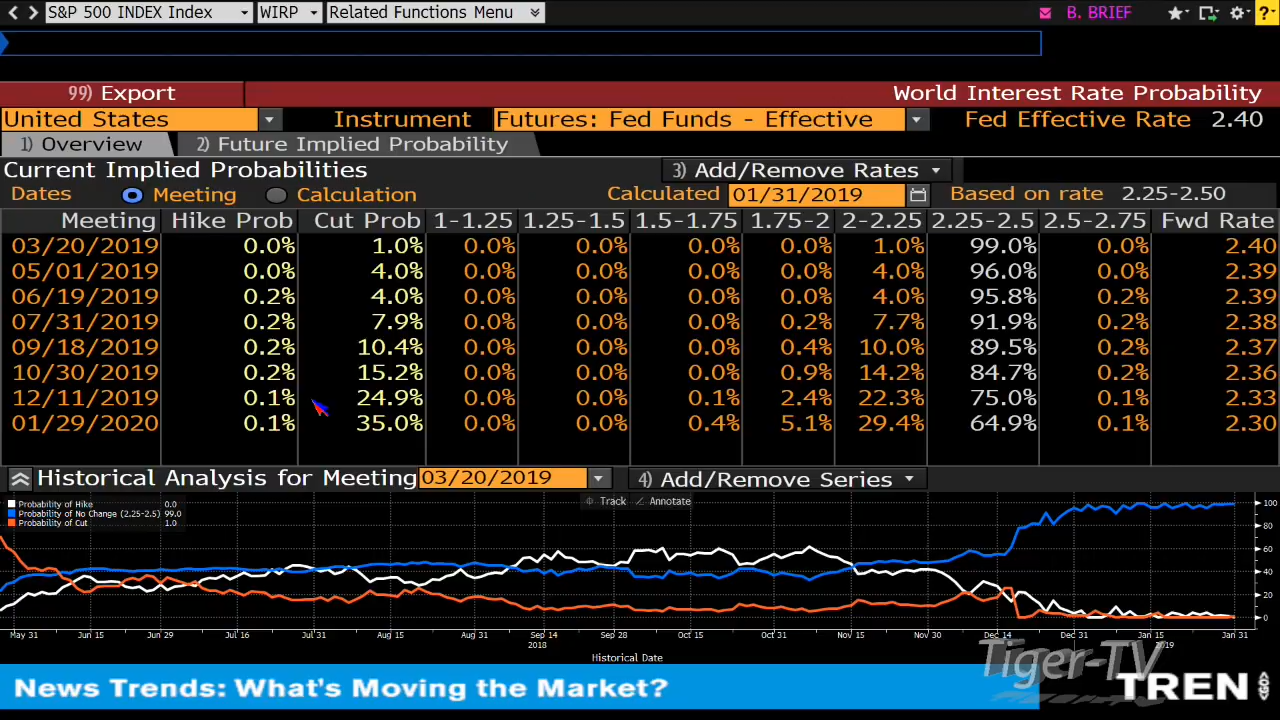 S&P 500 INDEX Index WIRP Related Functions Menu B. BRIEF ?
99) Export World Interest Rate Probability
United States Instrument Futures: Fed Funds - Effective Fed Effective Rate 2.40
1) Overview 2) Future Implied Probability
Current Implied Probabilities 3) Add/Remove Rates
Dates Meeting Calculation Calculated 01/31/2019 Based on rate 2.25-2.50
Meeting Hike Prob Cut Prob 1-1.25 1.25-1.5 1.5-1.75 1.75-2 2-2.25 2.25-2.5 2.5-2.75 Fwd Rate
03/20/2019 0.0% 1.0% 0.0% 0.0% 0.0% 0.0% 1.0% 99.0% 0.0% 2.40
05/01/2019 0.0% 4.0% 0.0% 0.0% 0.0% 0.0% 4.0% 96.0% 0.0% 2.39
06/19/2019 0.2% 4.0% 0.0% 0.0% 0.0% 0.0% 4.0% 95.8% 0.2% 2.39
07/31/2019 0.2% 7.9% 0.0% 0.0% 0.0% 0.2% 7.7% 91.9% 0.2% 2.38
09/18/2019 0.2% 10.4% 0.0% 0.0% 0.0% 0.4% 10.0% 89.5% 0.2% 2.37
10/30/2019 0.2% 15.2% 0.0% 0.0% 0.0% 0.9% 14.2% 84.7% 0.2% 2.36
12/11/2019 0.1% 24.9% 0.0% 0.0% 0.1% 2.4% 22.3% 75.0% 0.1% 2.33
01/29/2020 0.1% 35.0% 0.0% 0.0% 0.4% 5.1% 29.4% 64.9% 0.1% 2.30
Historical Analysis for Meeting 03/20/2019 4) Add/Remove Series
Track Annotate
Probability of Hike 0.0
Probability of No Change (2.25-2.5) 99.0
Probability of Cut 1.0
100
80
60
40
20
0
May 31 Jun 15 Jun 29 Jul 16 Jul 31 Aug 15 Aug 31 Sep 14 Sep 28 Oct 15 Oct 31 Nov 15 Nov 30 Dec 14 Dec 31 Jan 15 Jan 31
2018 2019
Historical Date
Tiger-TV
News Trends: What's Moving the Market? TREN